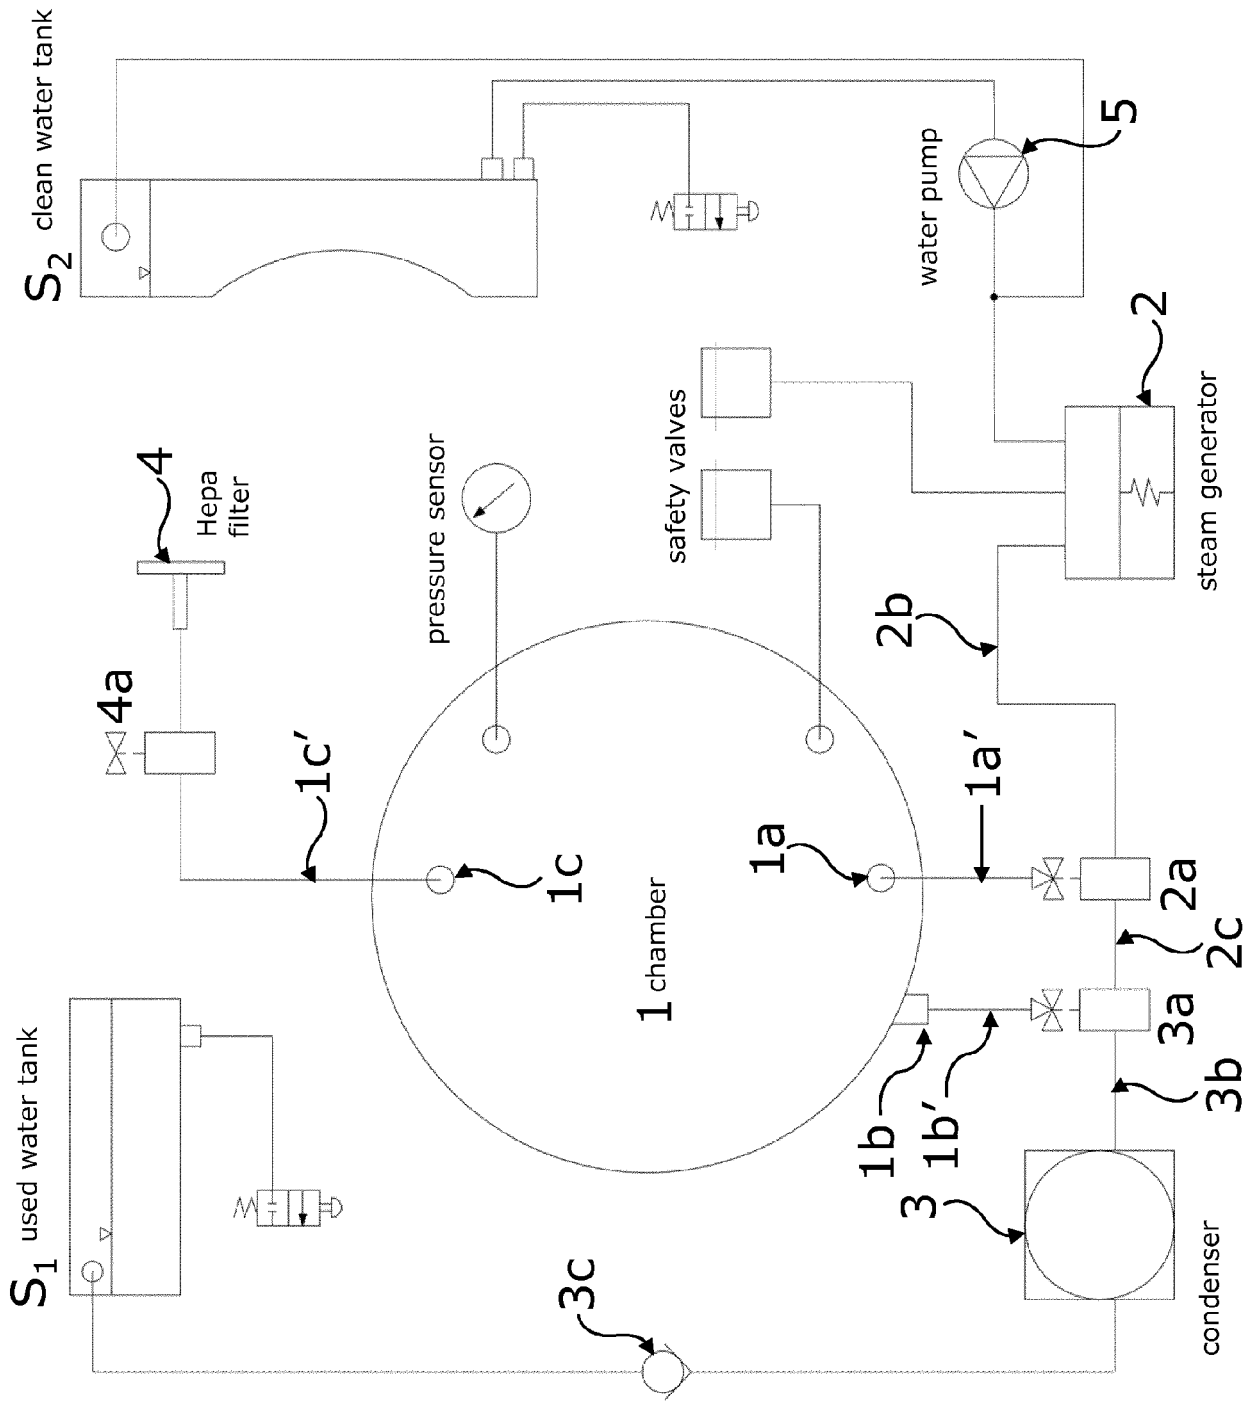 S1 used water tank
S2 clean water tank
4
Hepa
filter
4a
1c′
1c
pressure sensor
safety valves
water pump
5
2
steam generator
2b
1 chamber
1a
1a′
2a
2c
1b
1b′
3a
3b
3
condenser
3c